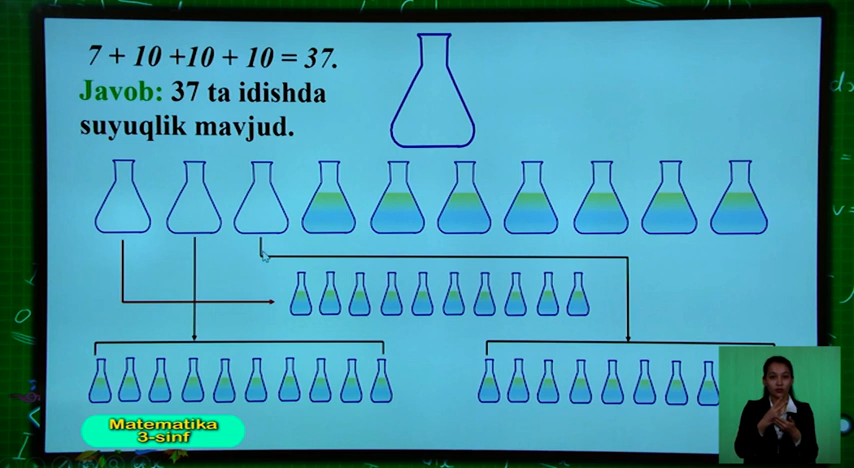 7 + 10 +10 + 10 = 37.
Javob: 37 ta idishda
suyuqlik mavjud.
Matematika
3-sinf